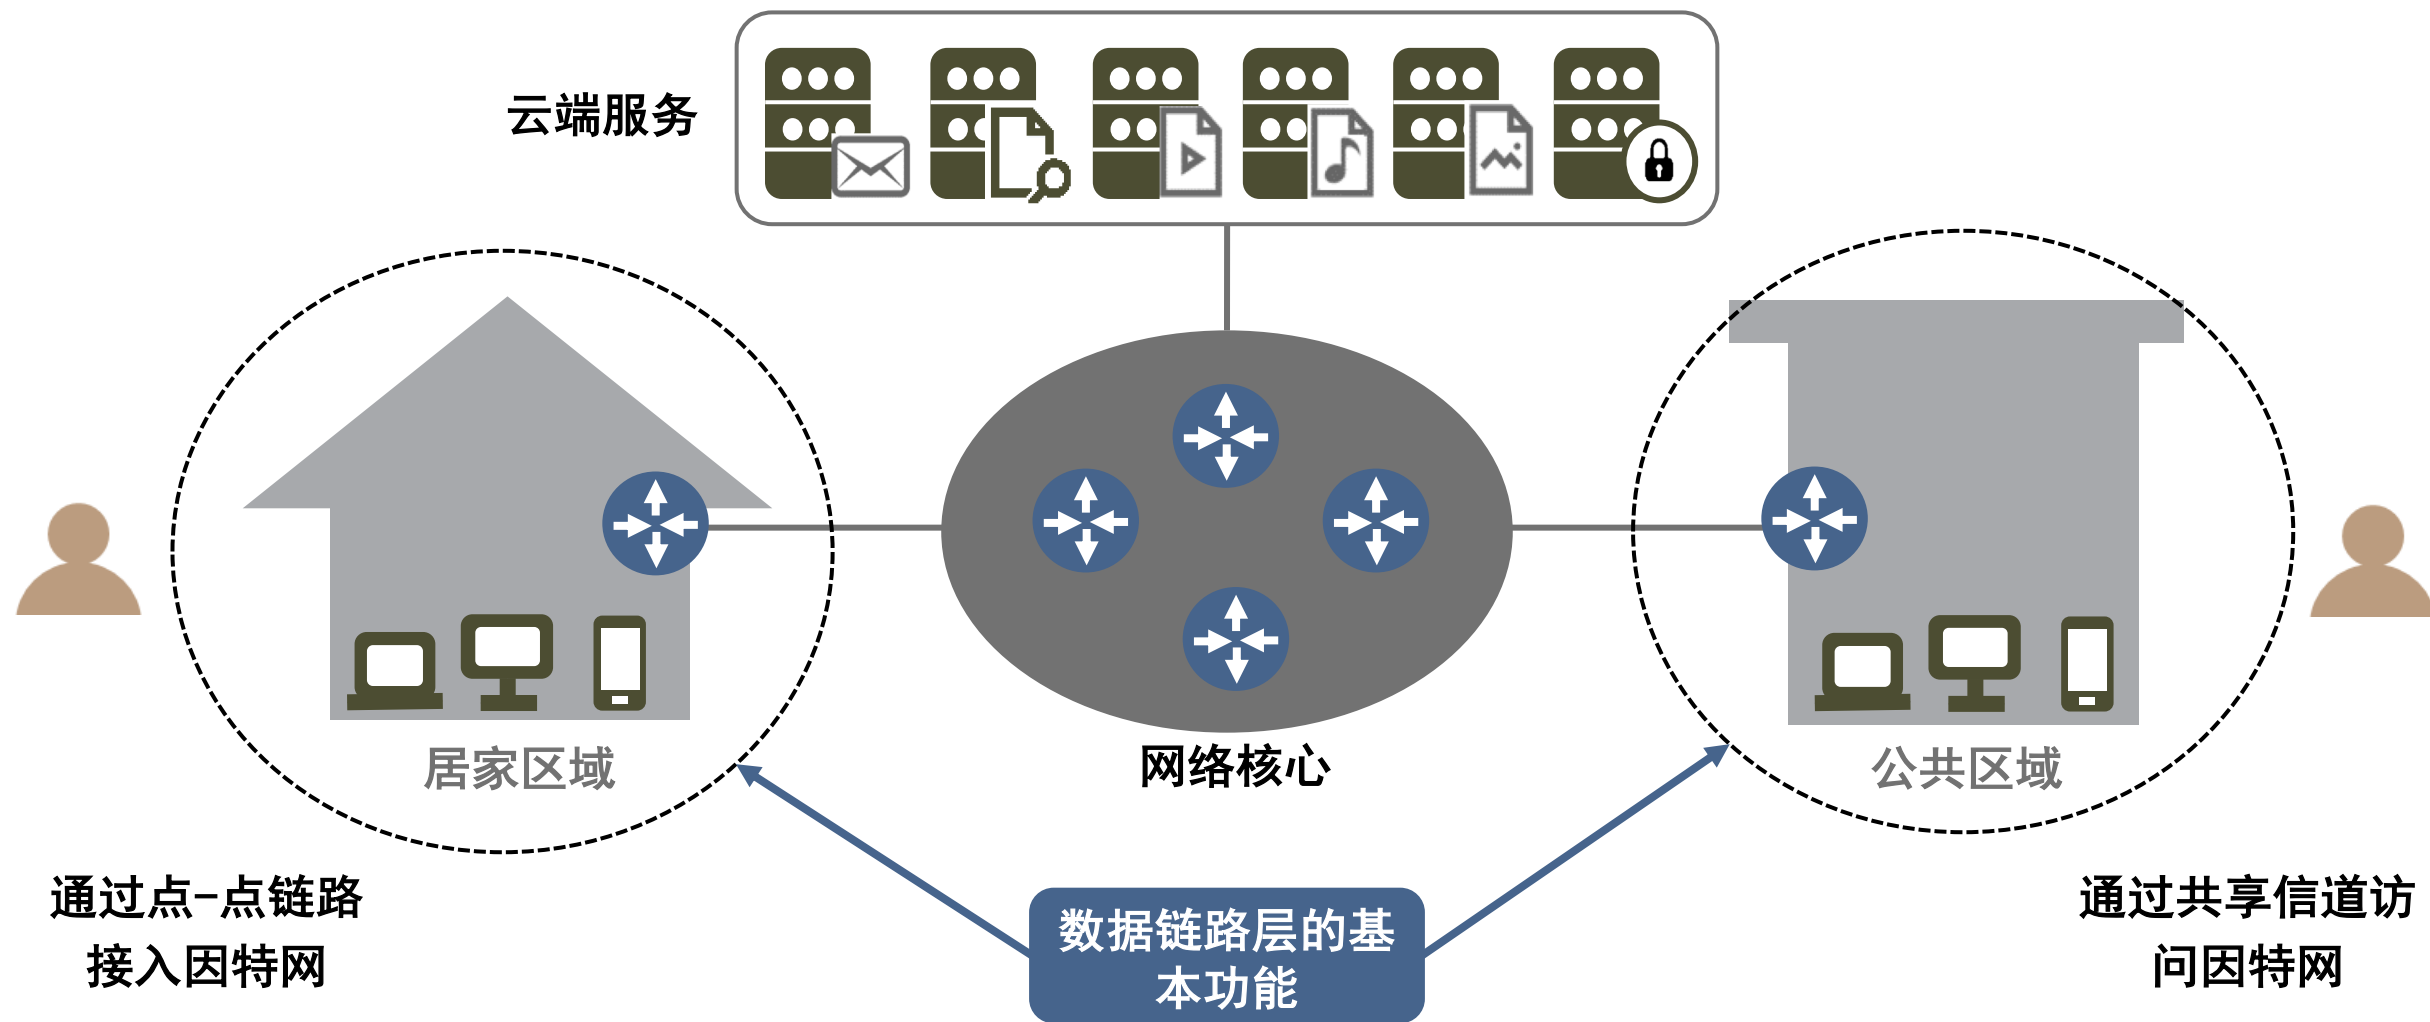 云端服务
居家区域
网络核心
公共区域
通过点-点链路
接入因特网
数据链路层的基
本功能
通过共享信道访
问因特网